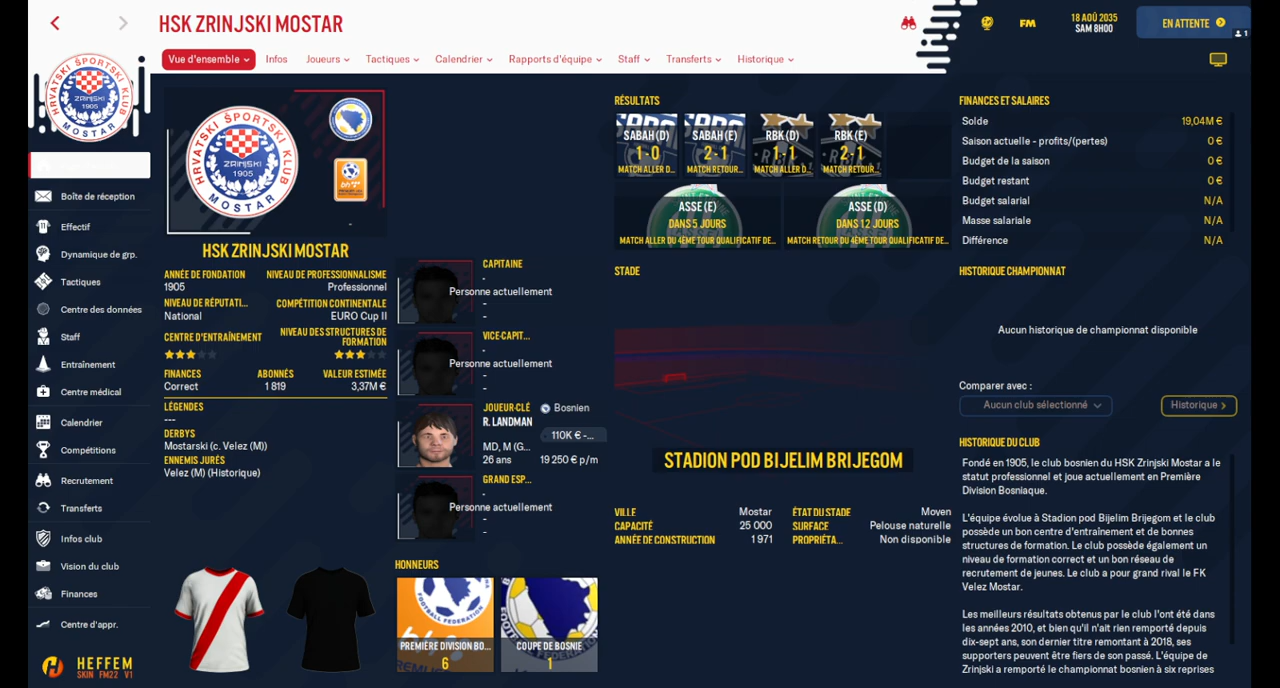 HSK ZRINJSKI MOSTAR
FM
18 AOÛ 2035
SAM 8H00
EN ATTENTE
1
Vue d'ensemble
Infos
Joueurs
Tactiques
Calendrier
Rapports d'équipe
Staff
Transferts
Historique
HRVATSKI ŠPORTSKI KLUB
ZRINJSKI
1905
MOSTAR
Boîte de réception
Effectif
Dynamique de grp.
Tactiques
Centre des données
Staff
Entraînement
Centre médical
Calendrier
Compétitions
Recrutement
Transferts
Infos club
Vision du club
Finances
Centre d'appr.
HEFFEM
SKIN FM22 V1
HRVATSKI ŠPORTSKI KLUB
ZRINJSKI
1905
MOSTAR
-
HSK ZRINJSKI MOSTAR
ANNÉE DE FONDATION
1905
NIVEAU DE PROFESSIONNALISME
Professionnel
NIVEAU DE RÉPUTATI...
National
COMPÉTITION CONTINENTALE
EURO Cup II
CENTRE D'ENTRAÎNEMENT
NIVEAU DES STRUCTURES DE
FORMATION
FINANCES
Correct
ABONNÉS
1 819
VALEUR ESTIMÉE
3,37M €
LÉGENDES
---
DERBYS
Mostarski (c. Velez (M))
ENNEMIS JURÉS
Velez (M) (Historique)
CAPITAINE
-
Personne actuellement
-
-
VICE-CAPIT...
-
Personne actuellement
-
-
JOUEUR-CLÉ
Bosnien
R. LANDMAN
110K € -...
MD, M (G...
26 ans
19 250 € p/m
GRAND ESP...
-
Personne actuellement
-
-
HONNEURS
FOOTBALL FEDERATION
PREMIÈRE DIVISION BO...
6
COUPE DE BOSNIE
1
RÉSULTATS
SABAH (D)
1 - 0
MATCH ALLER D...
SABAH (E)
2 - 1
MATCH RETOUR...
RBK (D)
1 - 1
MATCH ALLER D...
RBK (E)
2 - 1
MATCH RETOUR...
ASSE (E)
DANS 5 JOURS
MATCH ALLER DU 4ÈME TOUR QUALIFICATIF DE...
ASSE (D)
DANS 12 JOURS
MATCH RETOUR DU 4ÈME TOUR QUALIFICATIF DE...
STADE
STADION POD BIJELIM BRIJEGOM
VILLE Mostar
CAPACITÉ 25 000
ANNÉE DE CONSTRUCTION 1 971
ÉTAT DU STADE Moyen
SURFACE Pelouse naturelle
PROPRIÉTA... Non disponible
FINANCES ET SALAIRES
Solde 19,04M €
Saison actuelle - profits/(pertes) 0 €
Budget de la saison 0 €
Budget restant 0 €
Budget salarial N/A
Masse salariale N/A
Différence N/A
HISTORIQUE CHAMPIONNAT
Aucun historique de championnat disponible
Comparer avec :
Aucun club sélectionné
Historique
HISTORIQUE DU CLUB
Fondé en 1905, le club bosnien du HSK Zrinjski Mostar a le
statut professionnel et joue actuellement en Première
Division Bosniaque.
L'équipe évolue à Stadion pod Bijelim Brijegom et le club
possède un bon centre d'entraînement et de bonnes
structures de formation. Le club possède également un
niveau de formation correct et un bon réseau de
recrutement de jeunes. Le club a pour grand rival le FK
Velez Mostar.
Les meilleurs résultats obtenus par le club l'ont été dans
les années 2010, et bien qu'il n'ait rien remporté depuis
dix-sept ans, son dernier titre remontant à 2018, ses
supporters peuvent être fiers de son passé. L'équipe de
Zrinjski a remporté le championnat bosnien à six reprises